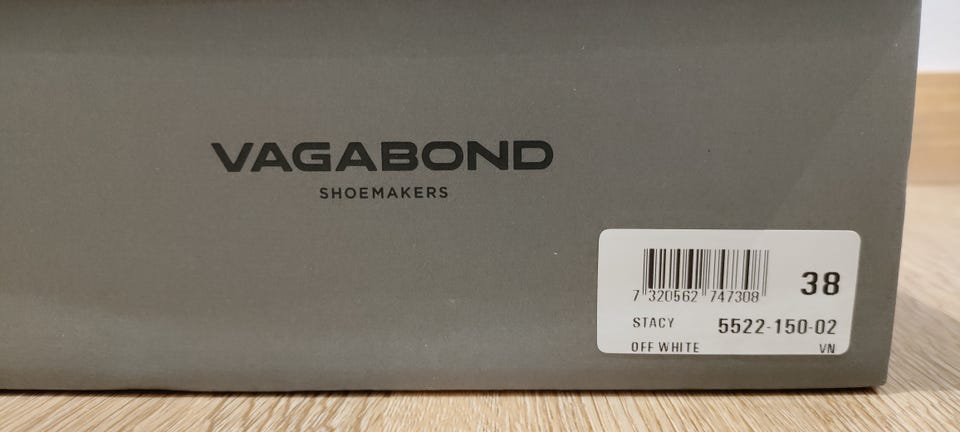 VAGABOND
SHOEMAKERS
38
7 320562 747308
STACY 5522-150-02
OFF WHITE VN